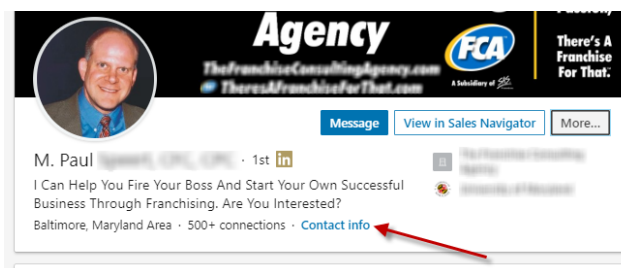 Agency
FCA
A Subsidiary of
Passion,
There's A
Franchise
For That.
TheFranchiseConsultingAgency.com
TheresAFranchiseForThat.com
Message
View in Sales Navigator
More...
M. Paul
· 1st in
I Can Help You Fire Your Boss And Start Your Own Successful
Business Through Franchising. Are You Interested?
Baltimore, Maryland Area · 500+ connections · Contact info